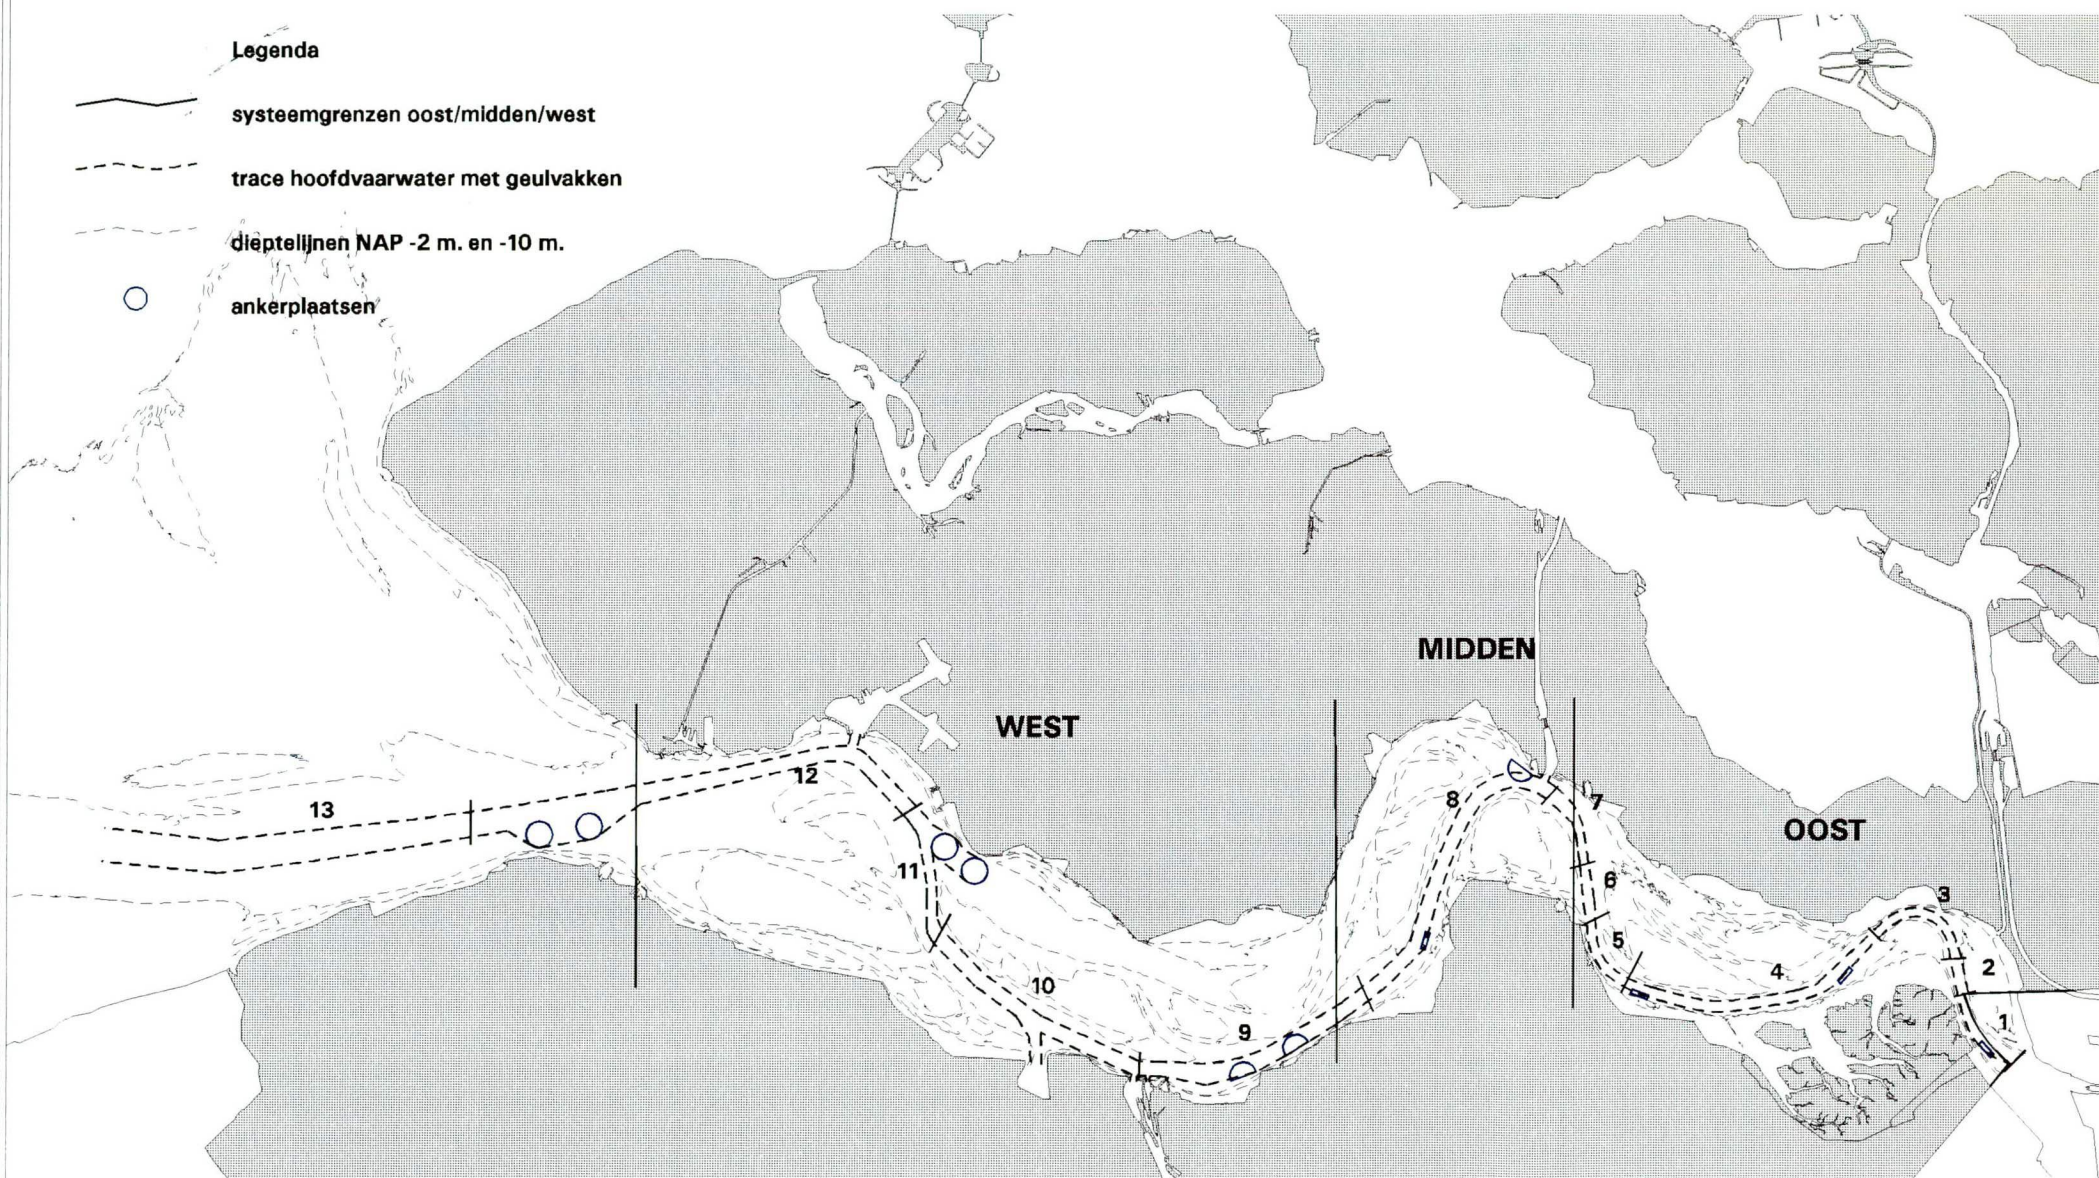 Legenda
systeemgrenzen oost/midden/west
trace hoofdvaarwater met geulvakken
dieptelijnen NAP -2 m. en -10 m.
ankerplaatsen
MIDDEN
WEST
OOST
12
13
8
7
11
6
3
5
4
2
10
9
1